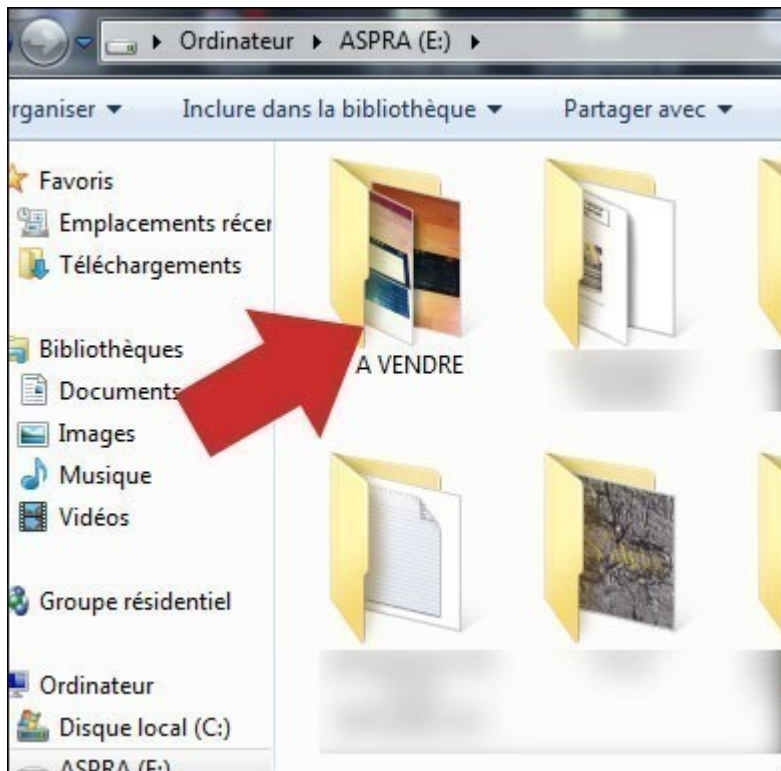 Ordinateur ▸ ASPRA (E:) ▸
rganiser Inclure dans la bibliothèque Partager avec
Favoris
Emplacements récer
Téléchargements
Bibliothèques
Documents
Images
Musique
Vidéos
Groupe résidentiel
Ordinateur
Disque local (C:)
ASPRA (E:)
A VENDRE